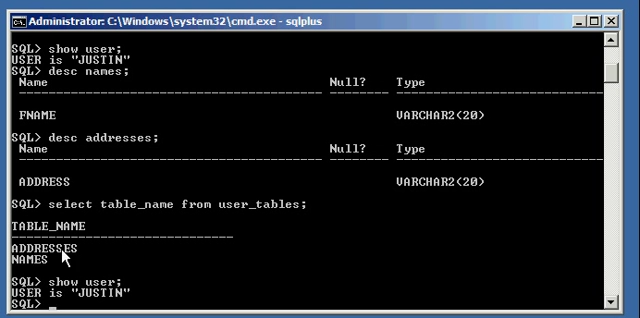 Administrator: C:\Windows\system32\cmd.exe - sqlplus
SQL> show user;
USER is "JUSTIN"
SQL> desc names;
Name Null? Type
FNAME VARCHAR2(20)
SQL> desc addresses;
Name Null? Type
ADDRESS VARCHAR2(20)
SQL> select table_name from user_tables;
TABLE_NAME
ADDRESSES
NAMES
SQL> show user;
USER is "JUSTIN"
SQL> _